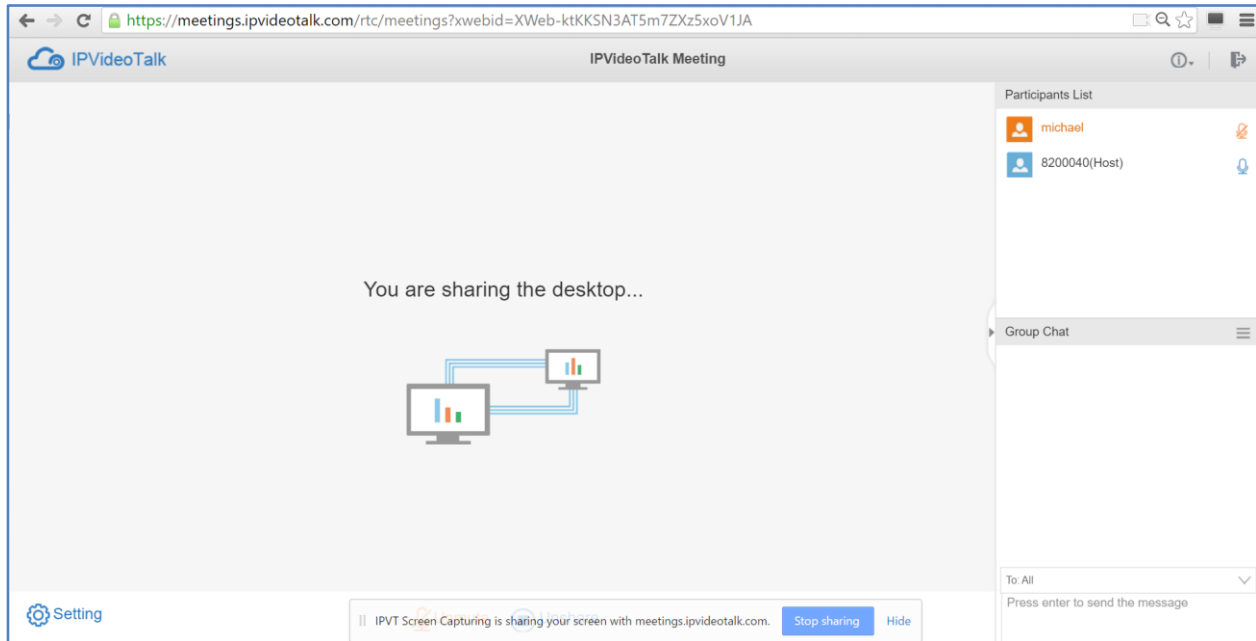 https://meetings.ipvideotalk.com/rtc/meetings?xwebid=XWeb-ktKKSN3AT5m7ZXz5xoV1JA
IPVideoTalk
IPVideoTalk Meeting
Participants List
michael
8200040(Host)
You are sharing the desktop...
Group Chat
To: All
Press enter to send the message
Setting
Unmute Unshare
IPVT Screen Capturing is sharing your screen with meetings.ipvideotalk.com. Stop sharing Hide